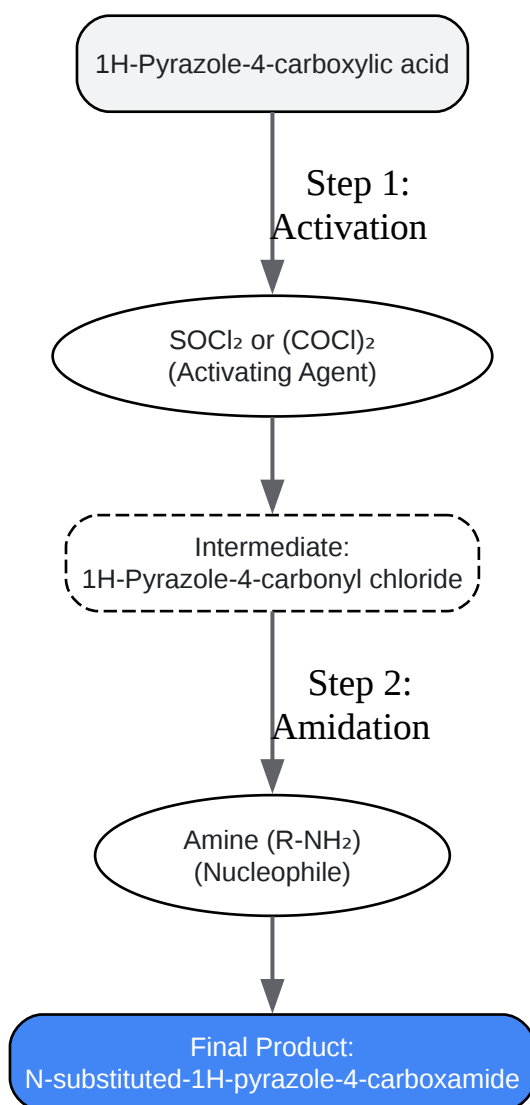 1H-Pyrazole-4-carboxylic acid
Step 1:
Activation
SOCl₂ or (COCl)₂
(Activating Agent)
Intermediate:
1H-Pyrazole-4-carbonyl chloride
Step 2:
Amidation
Amine (R-NH₂)
(Nucleophile)
Final Product:
N-substituted-1H-pyrazole-4-carboxamide